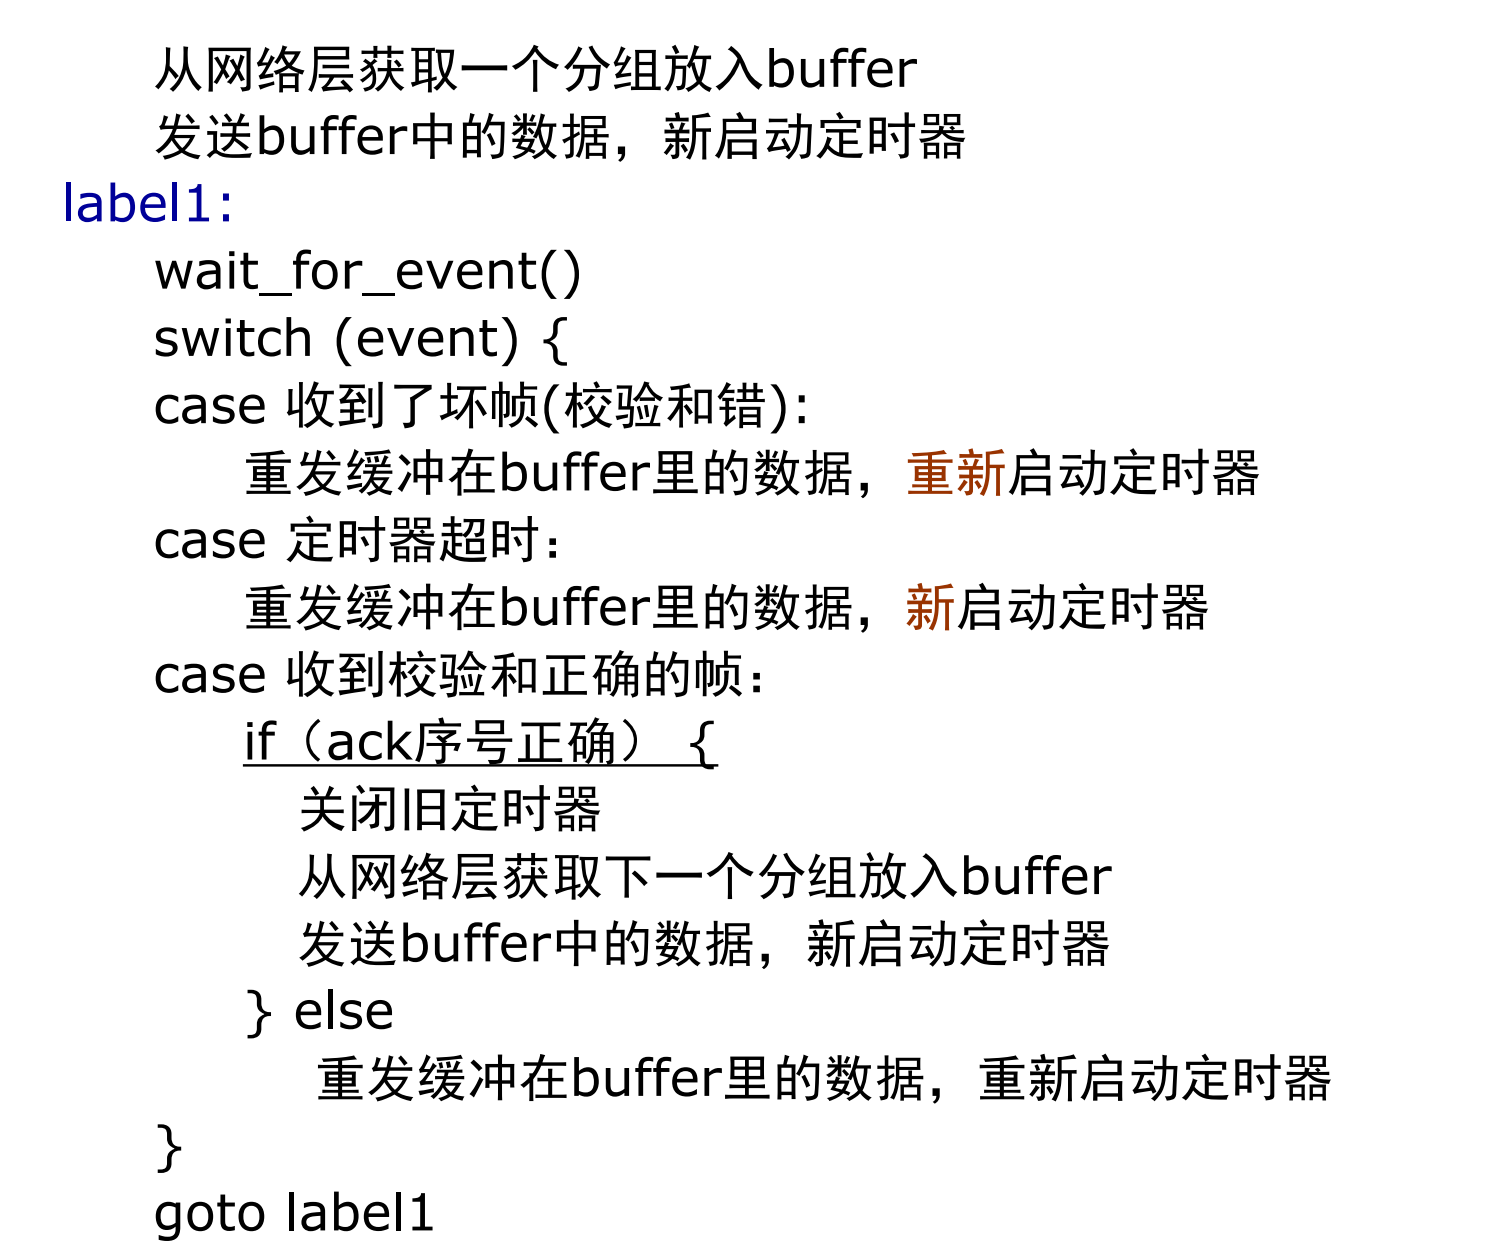 从网络层获取一个分组放入buffer
发送buffer中的数据，新启动定时器
label1:
wait_for_event()
switch (event) {
case 收到了坏帧(校验和错):
重发缓冲在buffer里的数据，重新启动定时器
case 定时器超时：
重发缓冲在buffer里的数据，新启动定时器
case 收到校验和正确的帧：
if（ack序号正确） {
关闭旧定时器
从网络层获取下一个分组放入buffer
发送buffer中的数据，新启动定时器
} else
重发缓冲在buffer里的数据，重新启动定时器
}
goto label1